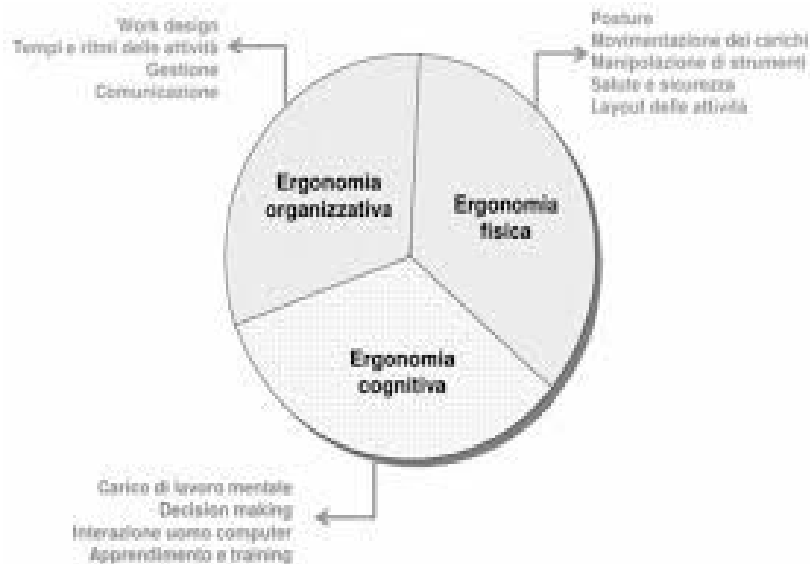 Work design
Tempi e ritmi delle attività
Gestione
Comunicazione
Posture
Movimentazione dei carichi
Manipolazione di strumenti
Salute e sicurezza
Layout delle attività
Ergonomia
organizzativa
Ergonomia
fisica
Ergonomia
cognitiva
Carico di lavoro mentale
Decision making
Interazione uomo computer
Apprendimento e training